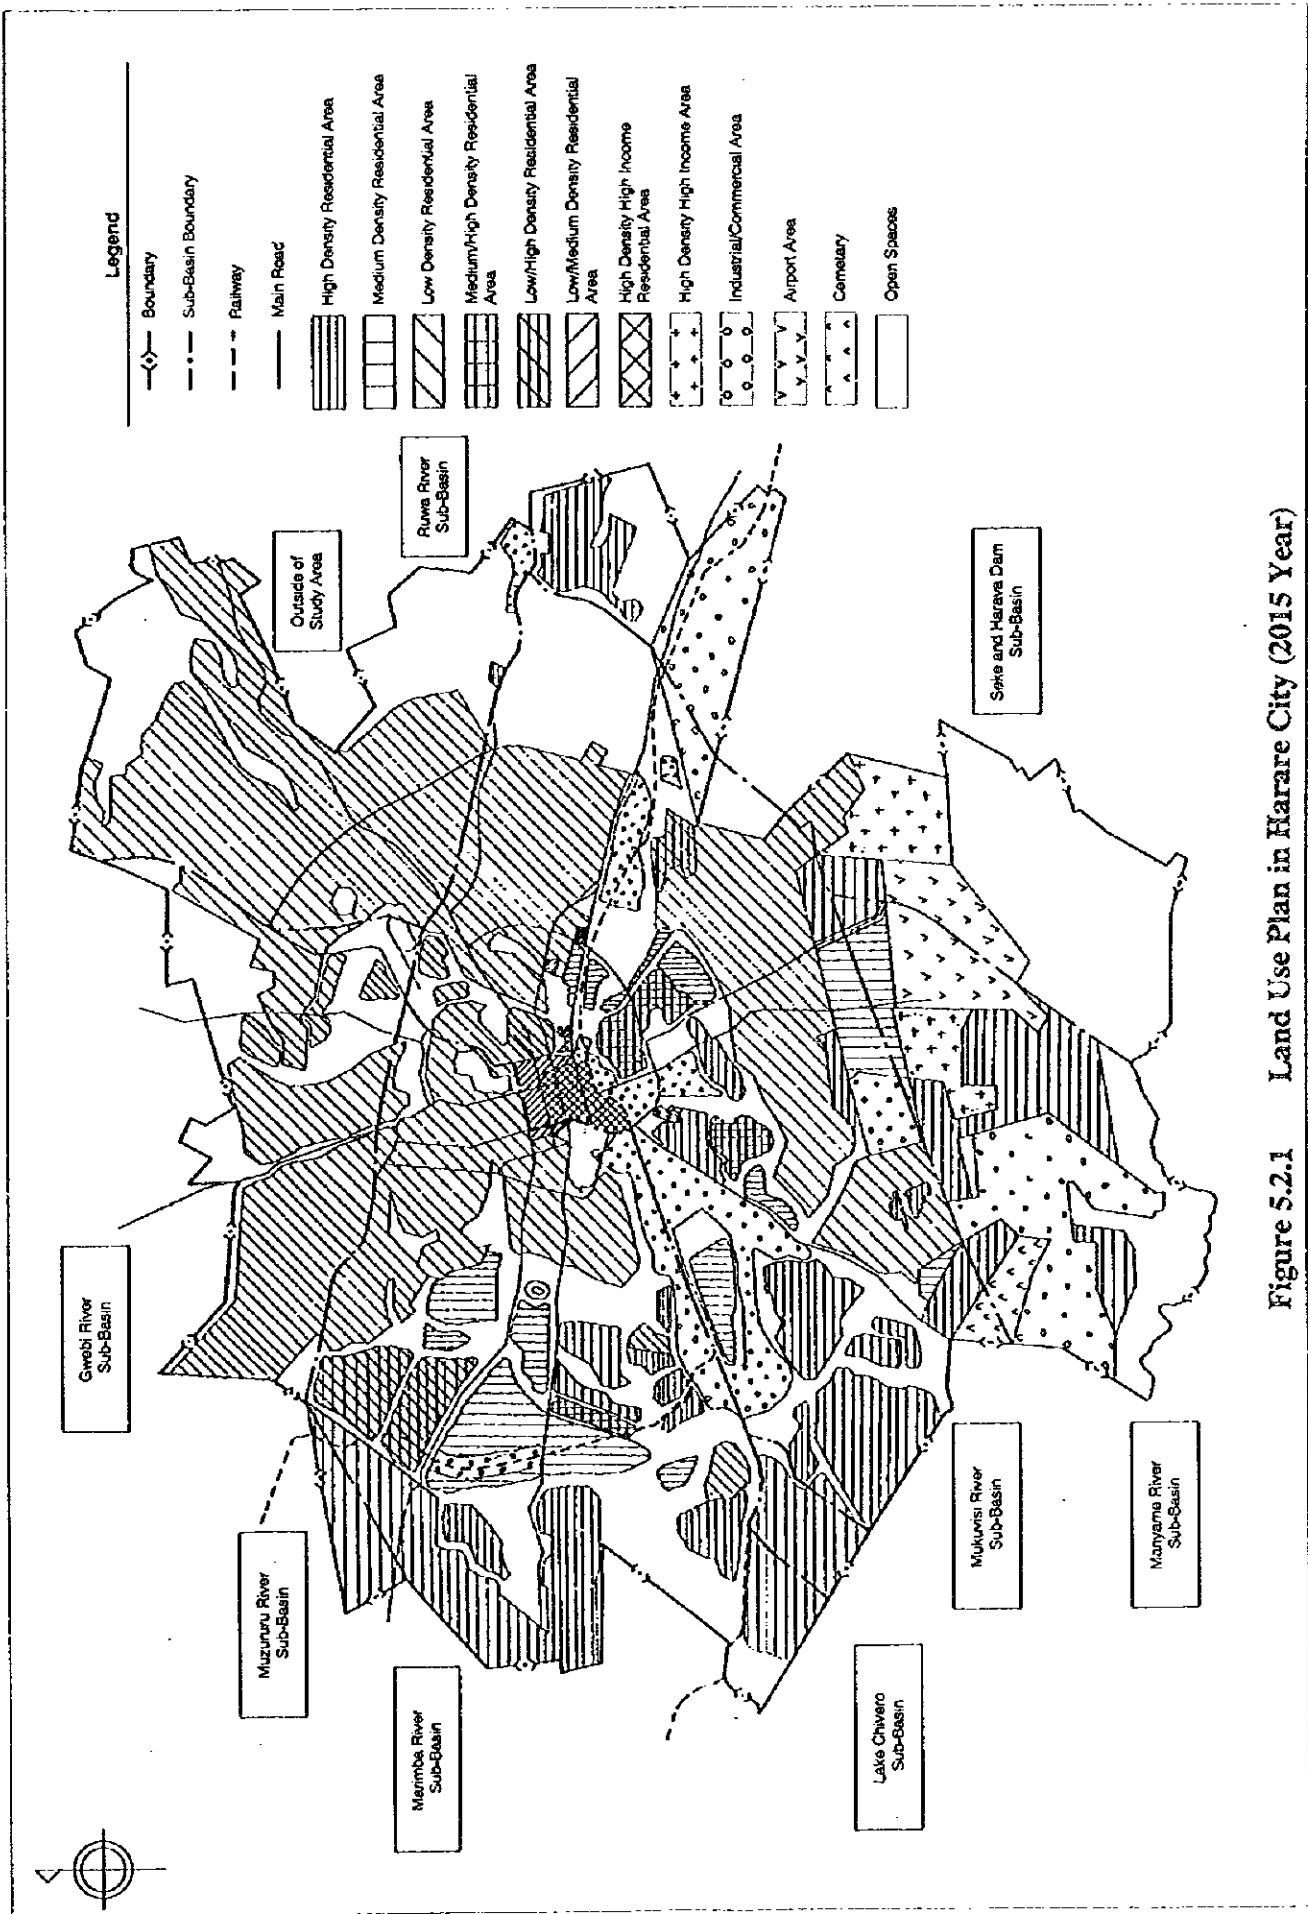 Legend
Boundary
Sub-Basin Boundary
Railway
Main Road
High Density Residential Area
Medium Density Residential Area
Low Density Residential Area
Medium/High Density Residential
Area
Low/High Density Residential Area
Low/Medium Density Residential
Area
High Density High Income
Residential Area
High Density High Income Area
Industrial/Commercial Area
Airport Area
Cemetary
Open Spaces
Gwebi River
Sub-Basin
Outside of
Study Area
Ruwa River
Sub-Basin
Muzururu River
Sub-Basin
Marimba River
Sub-Basin
Lake Chivero
Sub-Basin
Mukuvisi River
Sub-Basin
Manyame River
Sub-Basin
Seke and Harava Dam
Sub-Basin
Figure 5.2.1 Land Use Plan in Harare City (2015 Year)